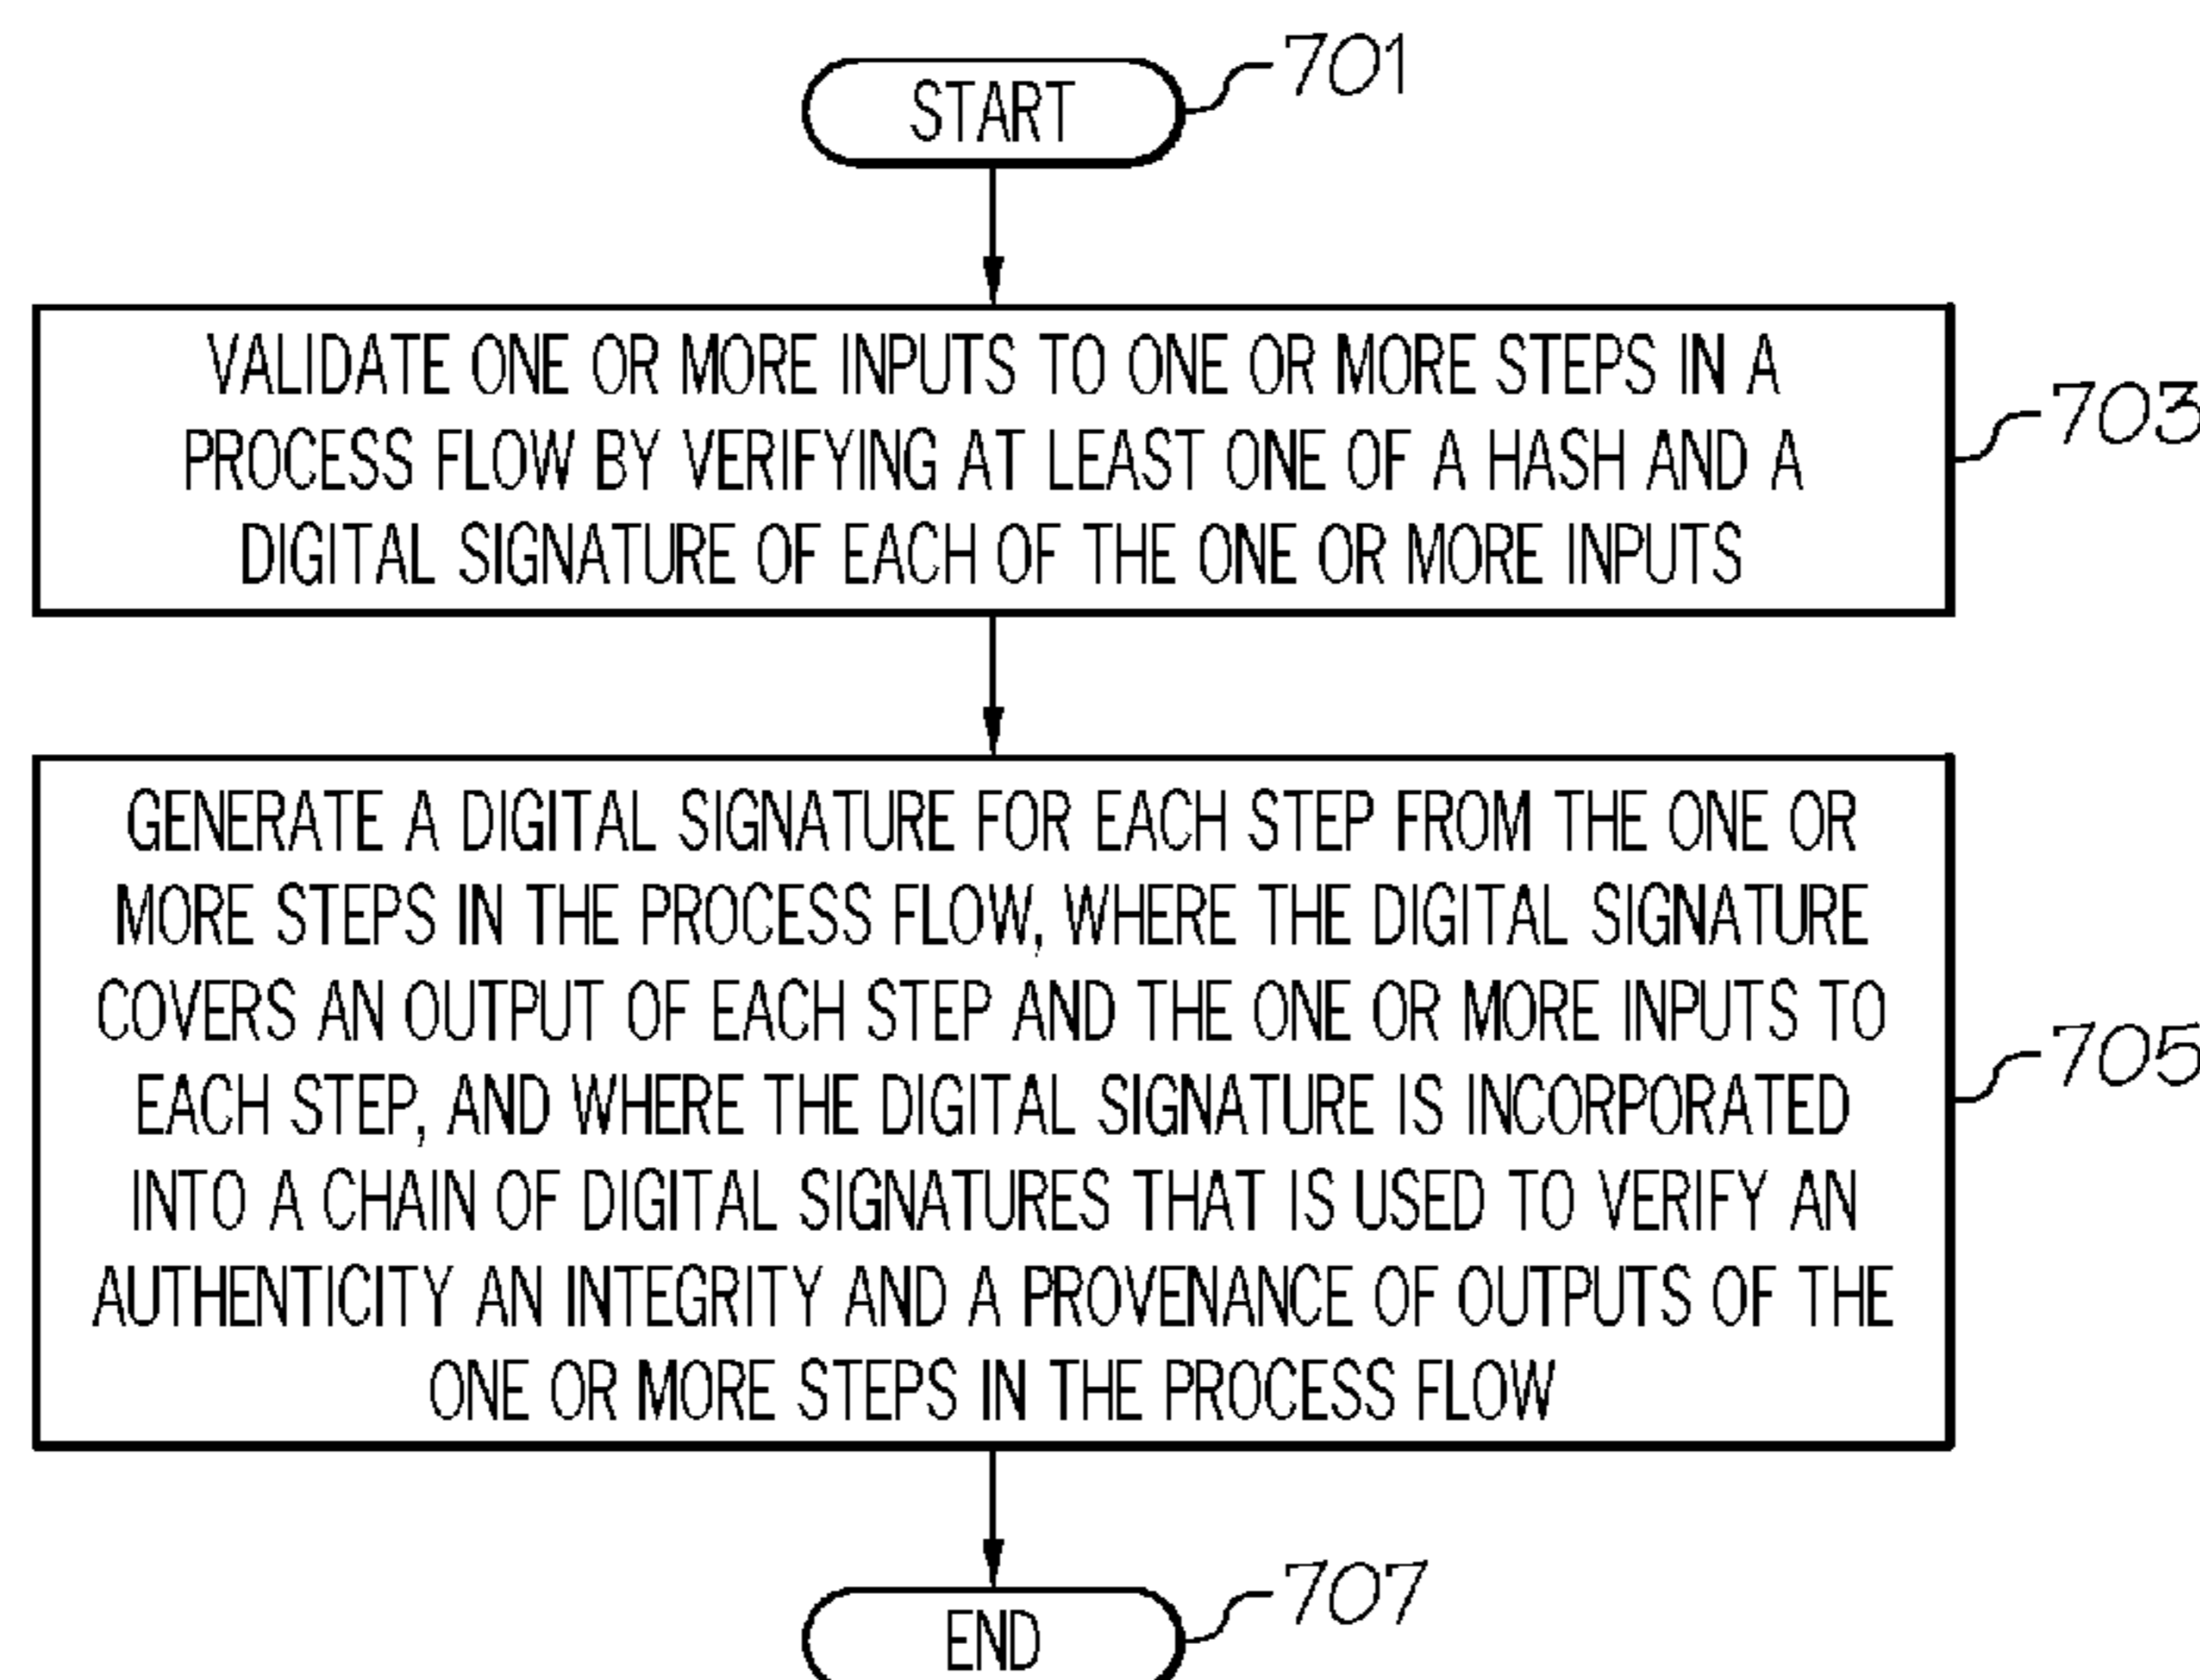 START
701
VALIDATE ONE OR MORE INPUTS TO ONE OR MORE STEPS IN A
PROCESS FLOW BY VERIFYING AT LEAST ONE OF A HASH AND A
DIGITAL SIGNATURE OF EACH OF THE ONE OR MORE INPUTS
703
GENERATE A DIGITAL SIGNATURE FOR EACH STEP FROM THE ONE OR
MORE STEPS IN THE PROCESS FLOW, WHERE THE DIGITAL SIGNATURE
COVERS AN OUTPUT OF EACH STEP AND THE ONE OR MORE INPUTS TO
EACH STEP, AND WHERE THE DIGITAL SIGNATURE IS INCORPORATED
INTO A CHAIN OF DIGITAL SIGNATURES THAT IS USED TO VERIFY AN
AUTHENTICITY AN INTEGRITY AND A PROVENANCE OF OUTPUTS OF THE
ONE OR MORE STEPS IN THE PROCESS FLOW
705
END
707